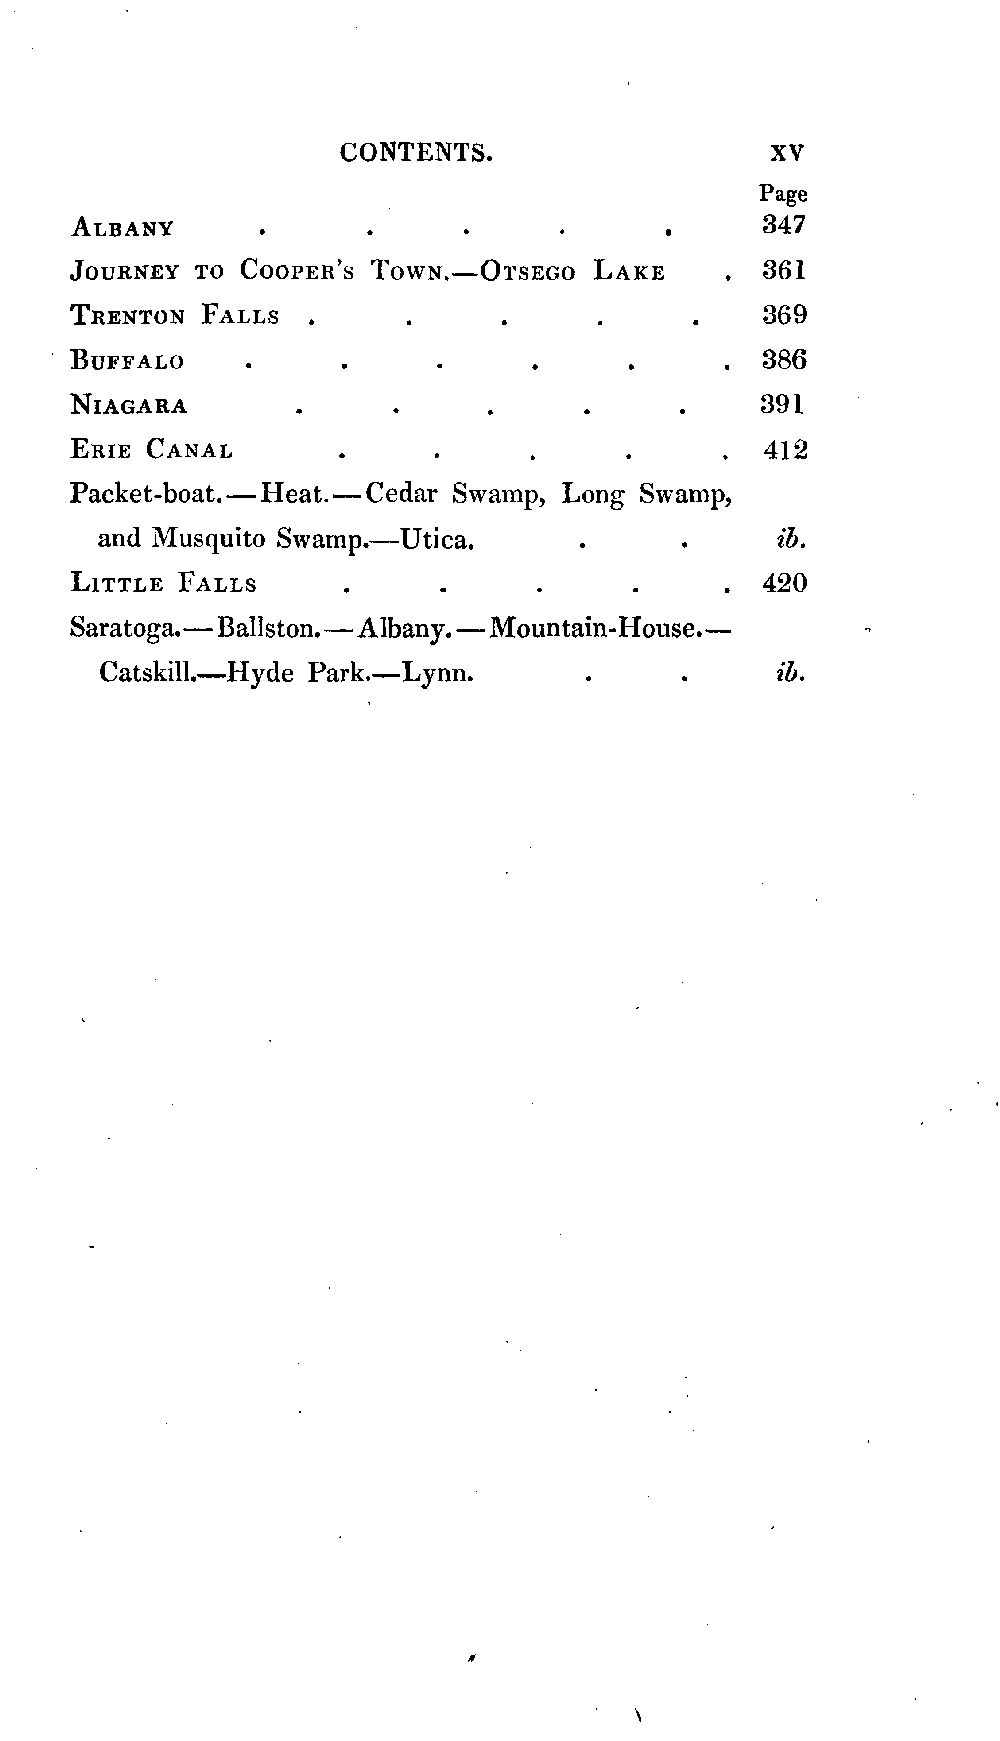 CONTENTS. XV
Page
ALBANY . . . . . 347
JOURNEY TO COOPER'S TOWN.—OTSEGO LAKE . 361
TRENTON FALLS . . . . . 369
BUFFALO . . . . . . 386
NIAGARA . . . . . 391
ERIE CANAL . . . . . 412
Packet-boat.—Heat.—Cedar Swamp, Long Swamp,
and Musquito Swamp.—Utica. . . ib.
LITTLE FALLS . . . . . 420
Saratoga.—Ballston.—Albany.—Mountain-House.—
Catskill.—Hyde Park.—Lynn. . . ib.